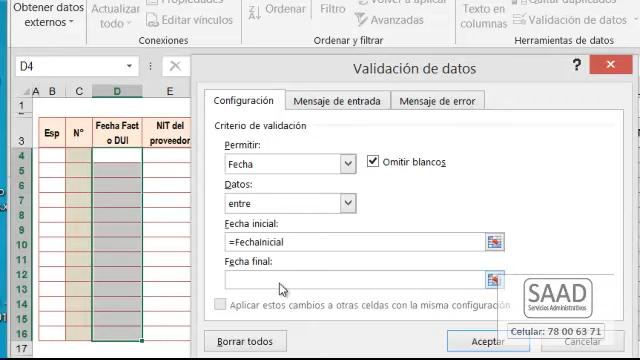 Obtener datos
externos
Actualizar
todo
Propiedades
Editar vínculos
Conexiones
Ordenar
Filtro
Volver a aplicar
Avanzadas
Ordenar y filtrar
Texto en
columnas
Quitar duplicados
Validación de datos
Herramientas de datos
D4
A B C D E
1
3
Esp
N°
Fecha Fact
o DUI
NIT del
proveedor
4
5
6
7
8
9
10
11
12
13
14
15
16
17
Validación de datos
?
Configuración
Mensaje de entrada
Mensaje de error
Criterio de validación
Permitir:
Fecha
Omitir blancos
Datos:
entre
Fecha inicial:
=FechaInicial
Fecha final:
Aplicar estos cambios a otras celdas con la misma configuración
Borrar todos
Aceptar
Cancelar
SAAD
Servicios Administrativos
Celular: 78 00 63 71